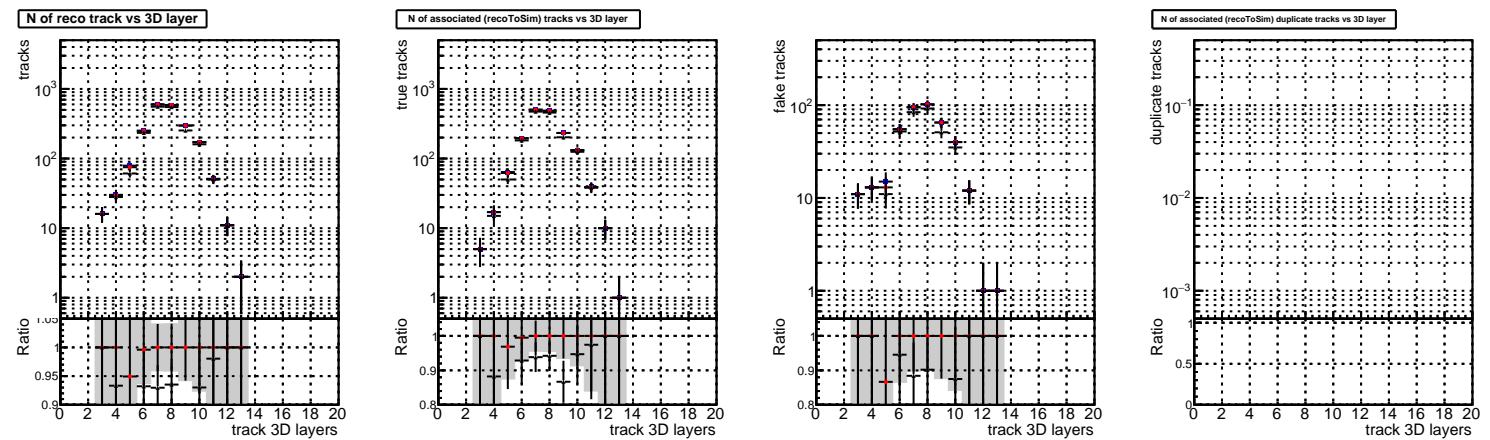 N of reco track vs 3D layer
tracks
10³
10²
10
1
Ratio
1.05
1
0.95
0.9
0 2 4 6 8 10 12 14 16 18 20
track 3D layers
N of associated (recoToSim) tracks vs 3D layer
true tracks
10³
10²
10
1
Ratio
1
0.9
0.8
0 2 4 6 8 10 12 14 16 18 20
track 3D layers
fake tracks
10²
10
1
Ratio
1
0.9
0.8
0 2 4 6 8 10 12 14 16 18 20
track 3D layers
N of associated (recoToSim) duplicate tracks vs 3D layer
duplicate tracks
10⁻¹
10⁻²
10⁻³
Ratio
1
0.5
0
0 2 4 6 8 10 12 14 16 18 20
track 3D layers